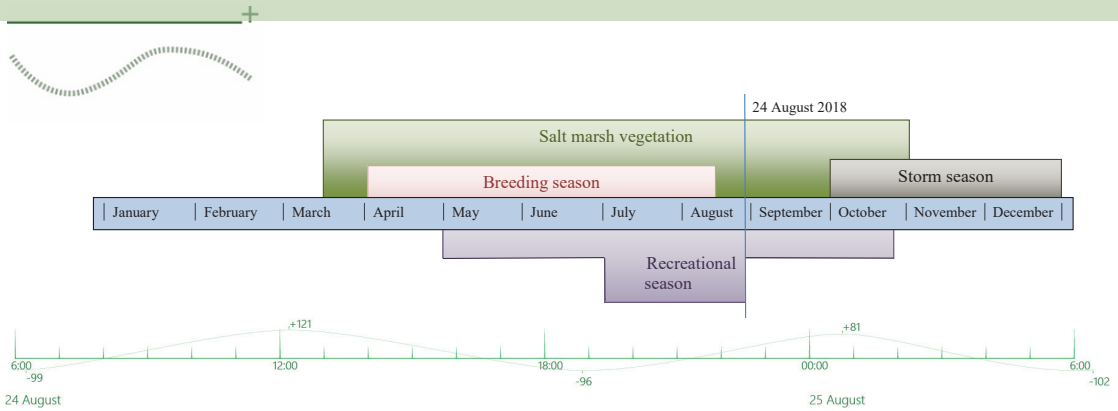 24 August 2018
Salt marsh vegetation
Breeding season
Storm season
January February March April May June July August September October November December
Recreational
season
+121
+81
6:00 12:00 18:00 00:00 6:00
-99
-96
-102
24 August
25 August